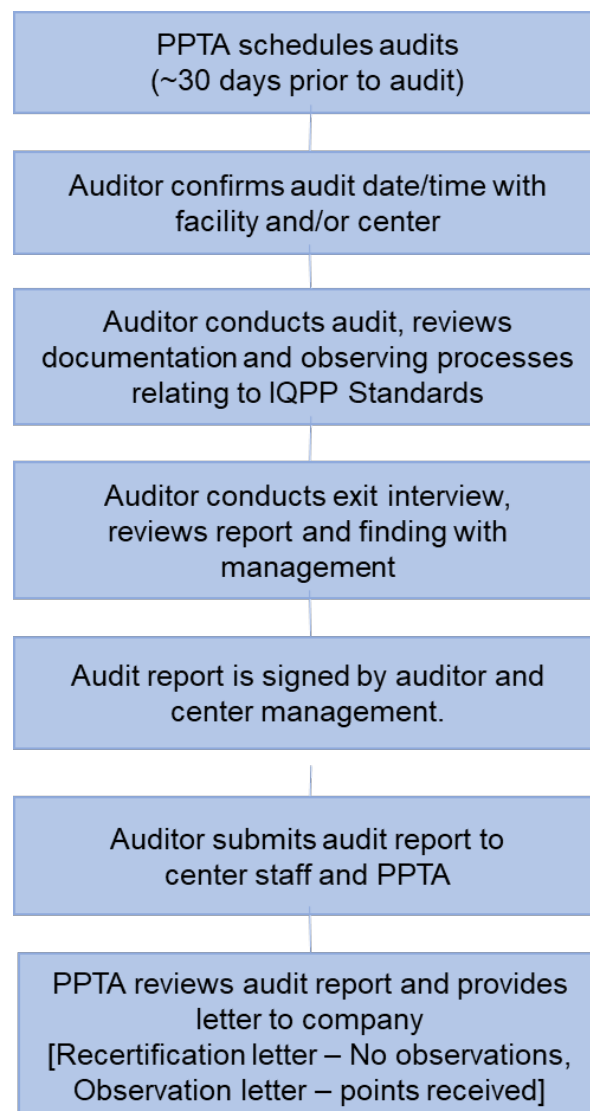 PPTA schedules audits
(~30 days prior to audit)
Auditor confirms audit date/time with
facility and/or center
Auditor conducts audit, reviews
documentation and observing processes
relating to IQPP Standards
Auditor conducts exit interview,
reviews report and finding with
management
Audit report is signed by auditor and
center management.
Auditor submits audit report to
center staff and PPTA
PPTA reviews audit report and provides
letter to company
[Recertification letter – No observations,
Observation letter – points received]